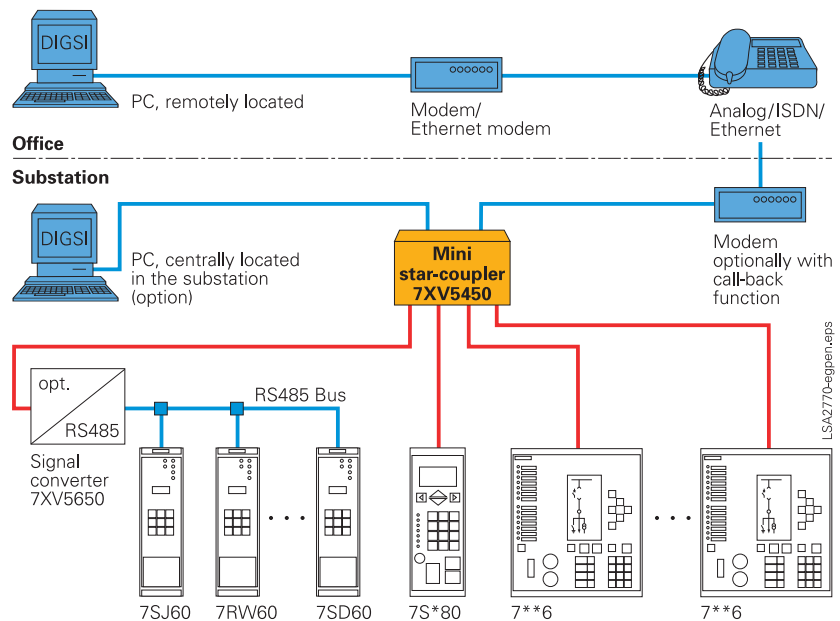 DIGSI
PC, remotely located
Modem/
Ethernet modem
Analog/ISDN/
Ethernet
Office
Substation
DIGSI
PC, centrally located
in the substation
(option)
Mini
star-coupler
7XV5450
Modem
optionally with
call-back
function
LSA2770-egpen.eps
opt.
RS485
RS485 Bus
Signal
converter
7XV5650
7SJ60
7RW60
7SD60
7S*80
7**6
7**6